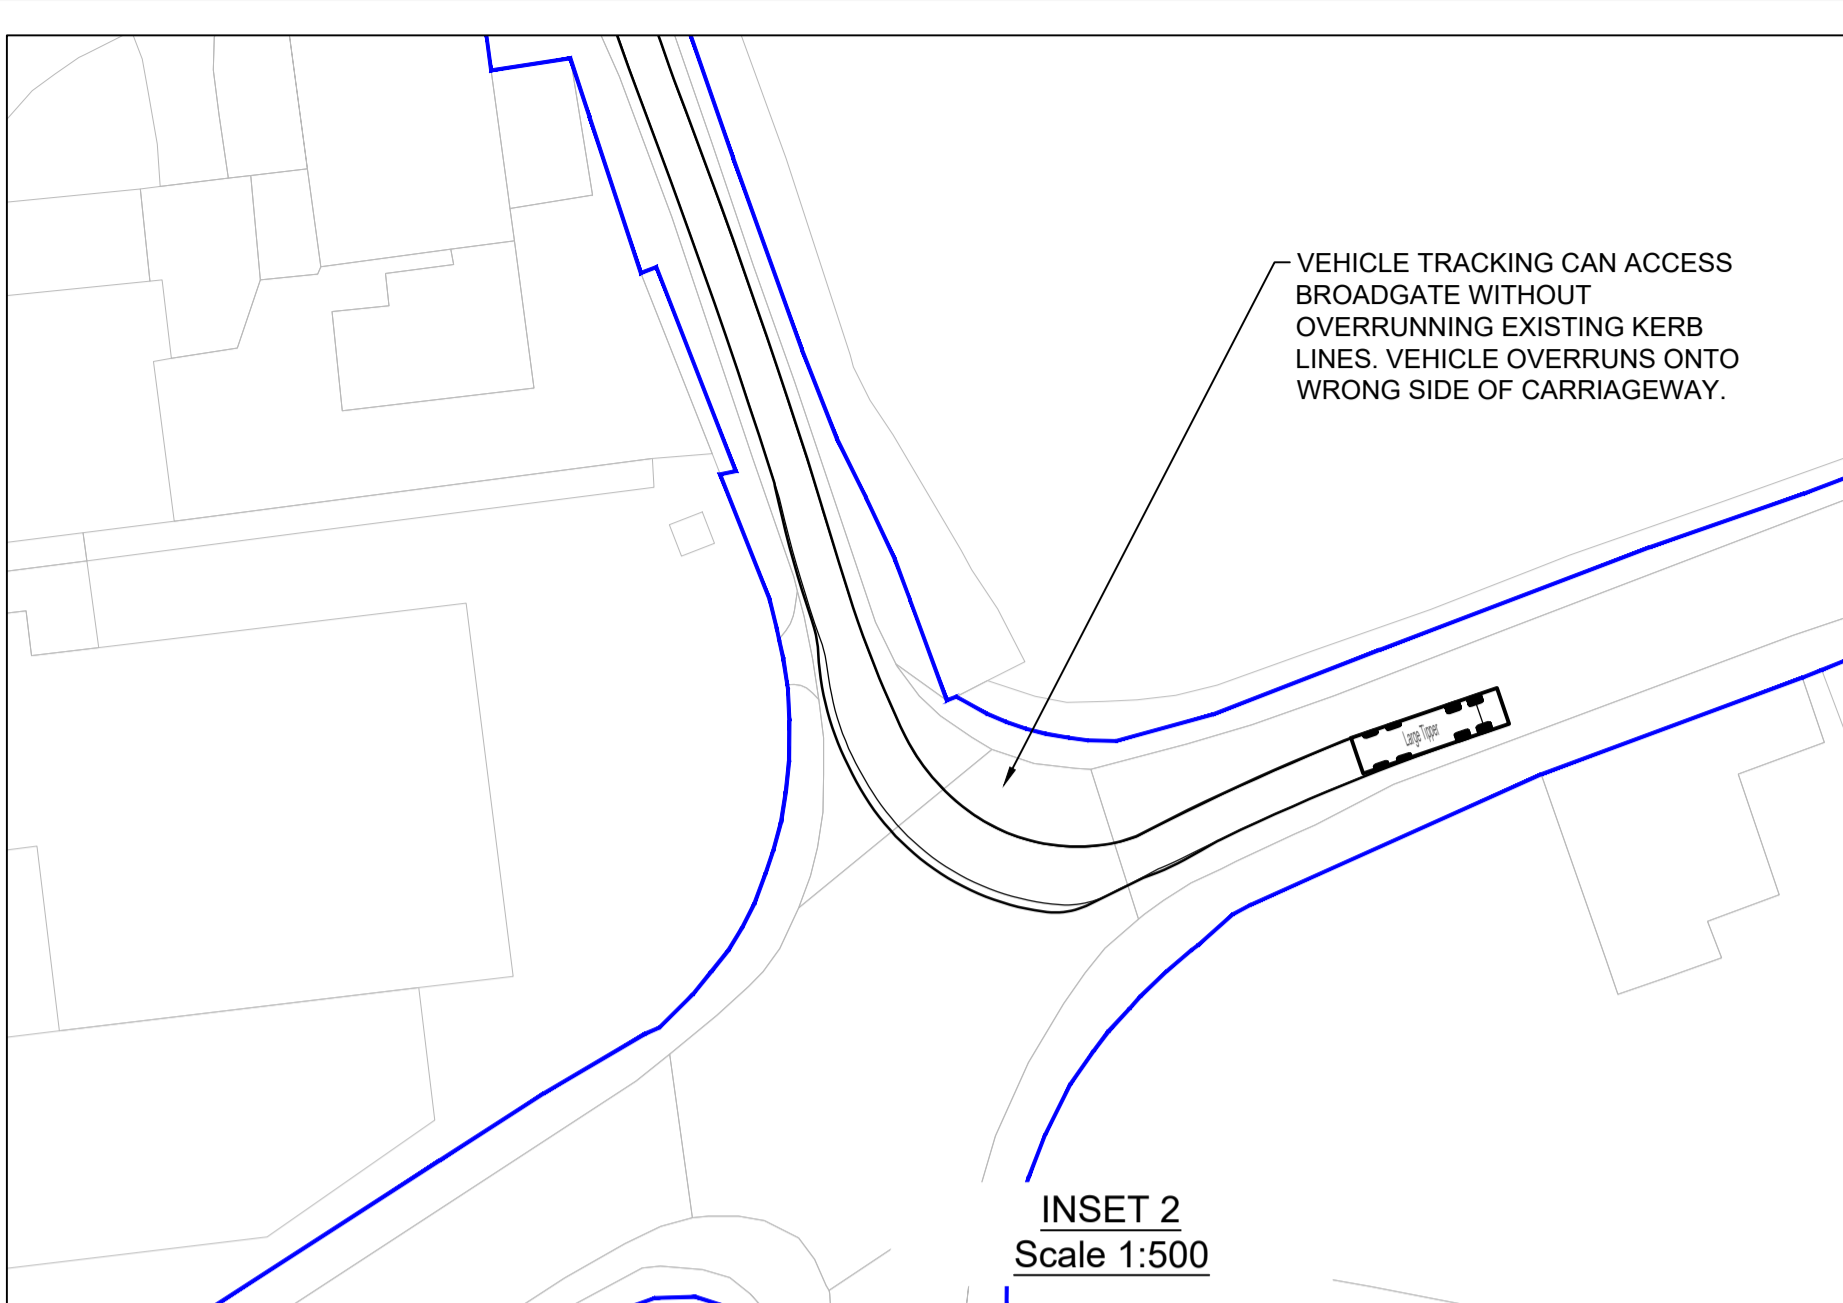 VEHICLE TRACKING CAN ACCESS
BROADGATE WITHOUT
OVERRUNNING EXISTING KERB
LINES. VEHICLE OVERRUNS ONTO
WRONG SIDE OF CARRIAGEWAY.
Large Tipper
INSET 2
Scale 1:500